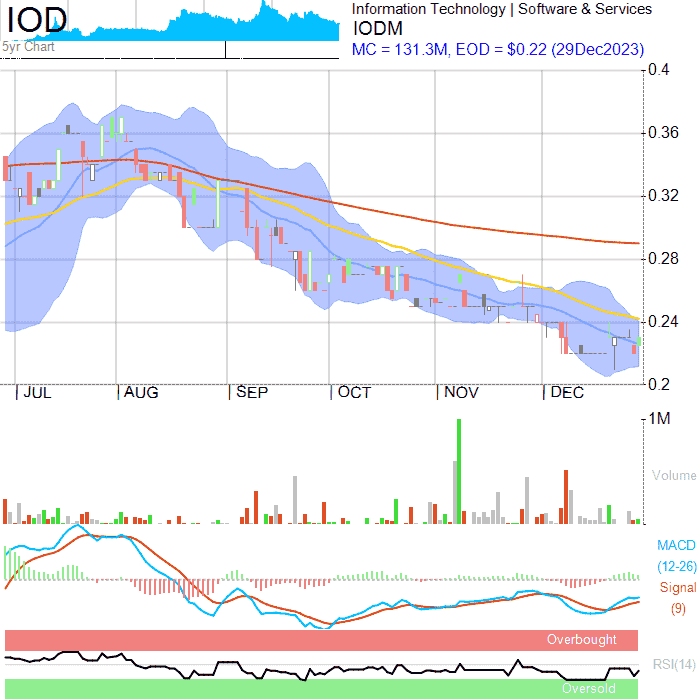 IOD
5yr Chart
Information Technology | Software & Services
IODM
MC = 131.3M, EOD = $0.22 (29Dec2023)
0.4
0.36
0.32
0.28
0.24
0.2
JUL AUG SEP OCT NOV DEC
1M
Volume
MACD
(12-26)
Signal
(9)
Overbought
RSI(14)
Oversold